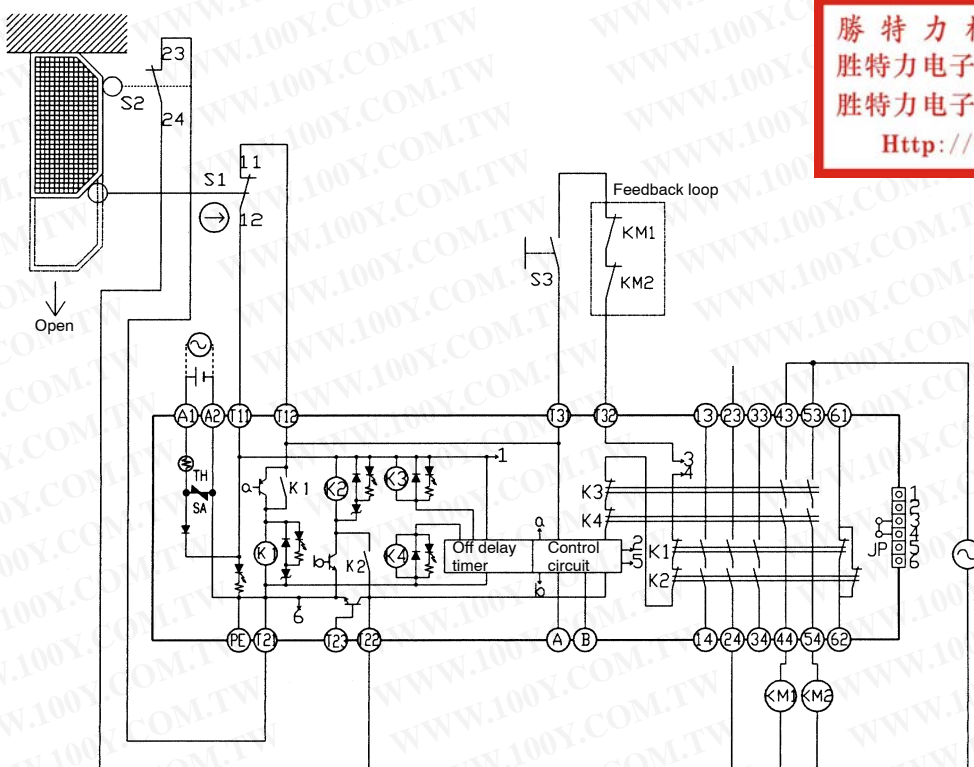 勝 特 力
胜特力电子
胜特力电子
Http://
23
S2
24
11
S1
12
Open
Feedback loop
KM1
KM2
S3
A1 A2 T11 T12 T31 T32 13 23 33 43 53 61
TH
SA
a
K1
K2
K3
1
3
4
K3
K4
K1
b
K2
K4
Off delay timer
Control circuit
a
b
2
5
K1
K2
6
JP
1
2
3
4
5
6
PE T21 T23 T22 A B 14 24 34 44 54 62
KM1
KM2
WWW.100Y.COM.TW